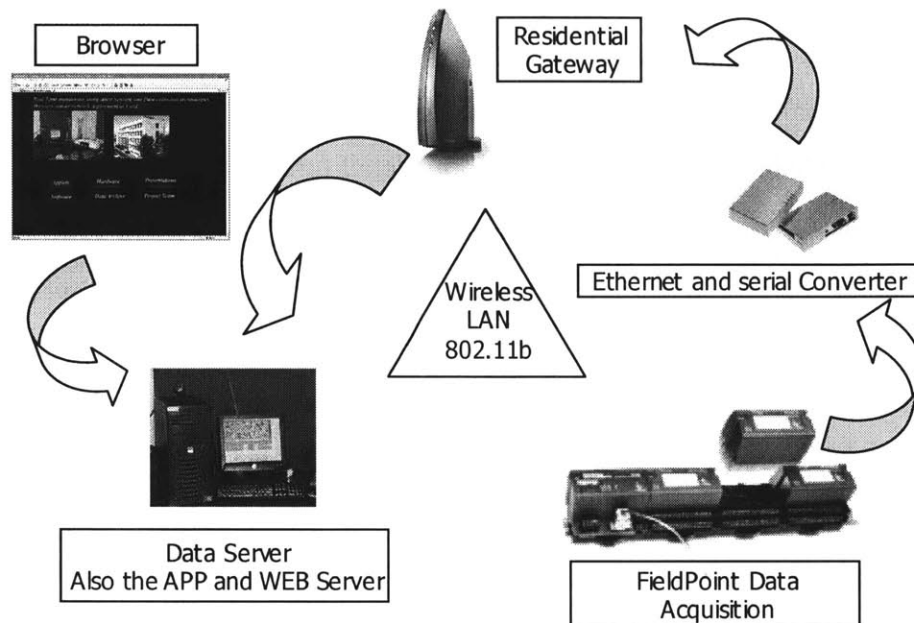 Browser
Residential
Gateway
Wireless
LAN
802.11b
Ethernet and serial Converter
Data Server
Also the APP and WEB Server
FieldPoint Data
Acquisition